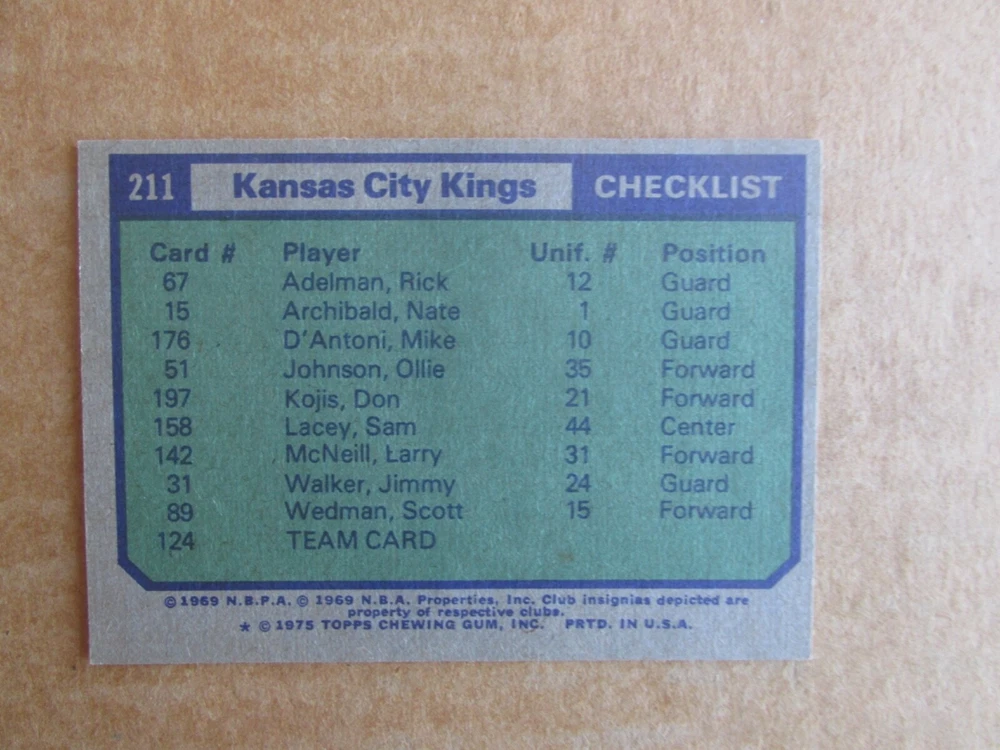 211 Kansas City Kings CHECKLIST
Card # Player Unif. # Position
67 Adelman, Rick 12 Guard
15 Archibald, Nate 1 Guard
176 D'Antoni, Mike 10 Guard
51 Johnson, Ollie 35 Forward
197 Kojis, Don 21 Forward
158 Lacey, Sam 44 Center
142 McNeill, Larry 31 Forward
31 Walker, Jimmy 24 Guard
89 Wedman, Scott 15 Forward
124 TEAM CARD
© 1969 N.B.P.A. © 1969 N.B.A. Properties, Inc. Club insignias depicted are
property of respective clubs.
* © 1975 TOPPS CHEWING GUM, INC. PRTD. IN U.S.A.